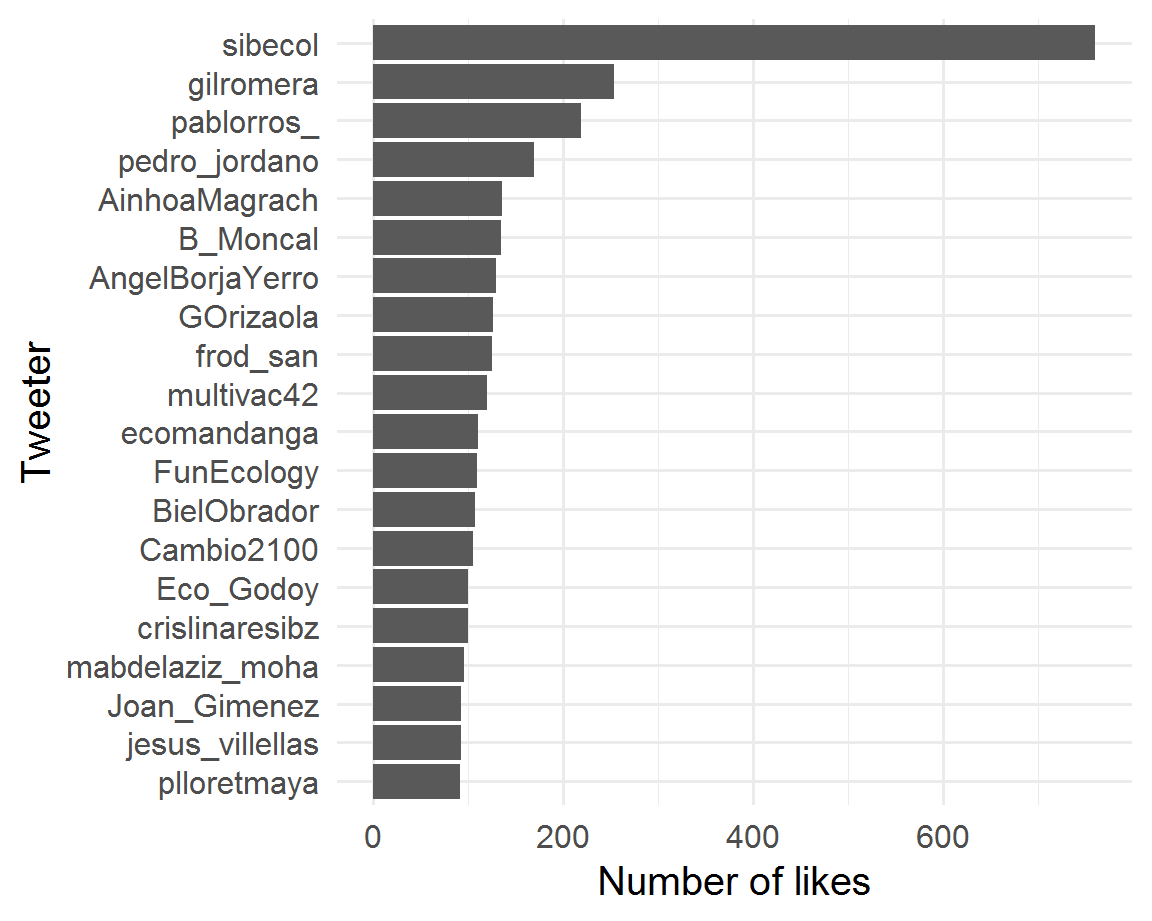 sibecol
gilromera
pablorros_
pedro_jordano
AinhoaMagrach
B_Moncal
AngelBorjaYerro
GOrizaola
frod_san
multivac42
ecomandanga
FunEcology
BielObrador
Cambio2100
Eco_Godoy
crislinaresibz
mabdelaziz_moha
Joan_Gimenez
jesus_villellas
plloretmaya
Tweeter
0 200 400 600
Number of likes